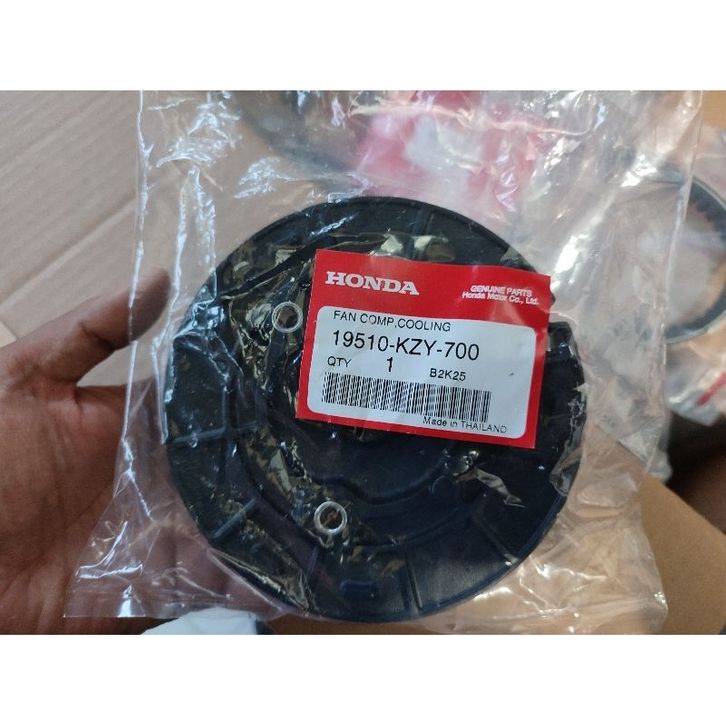 HONDA
GENUINE PARTS
Honda Motor Co., Ltd.
FAN COMP.COOLING
19510-KZY-700
QTY 1 B2K25
Made in THAILAND